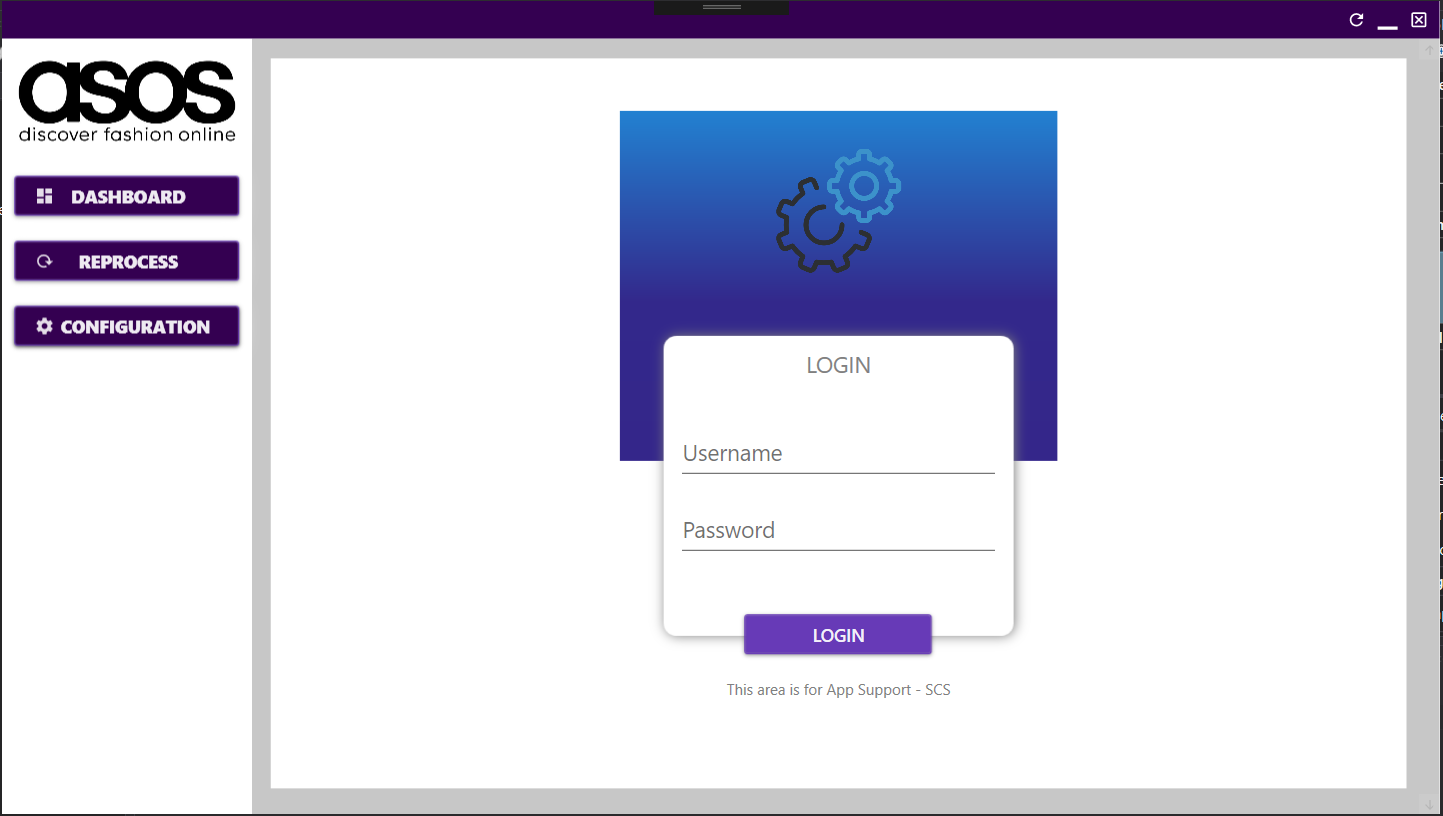 asos
discover fashion online
DASHBOARD
REPROCESS
CONFIGURATION
LOGIN
Username
Password
LOGIN
This area is for App Support - SCS